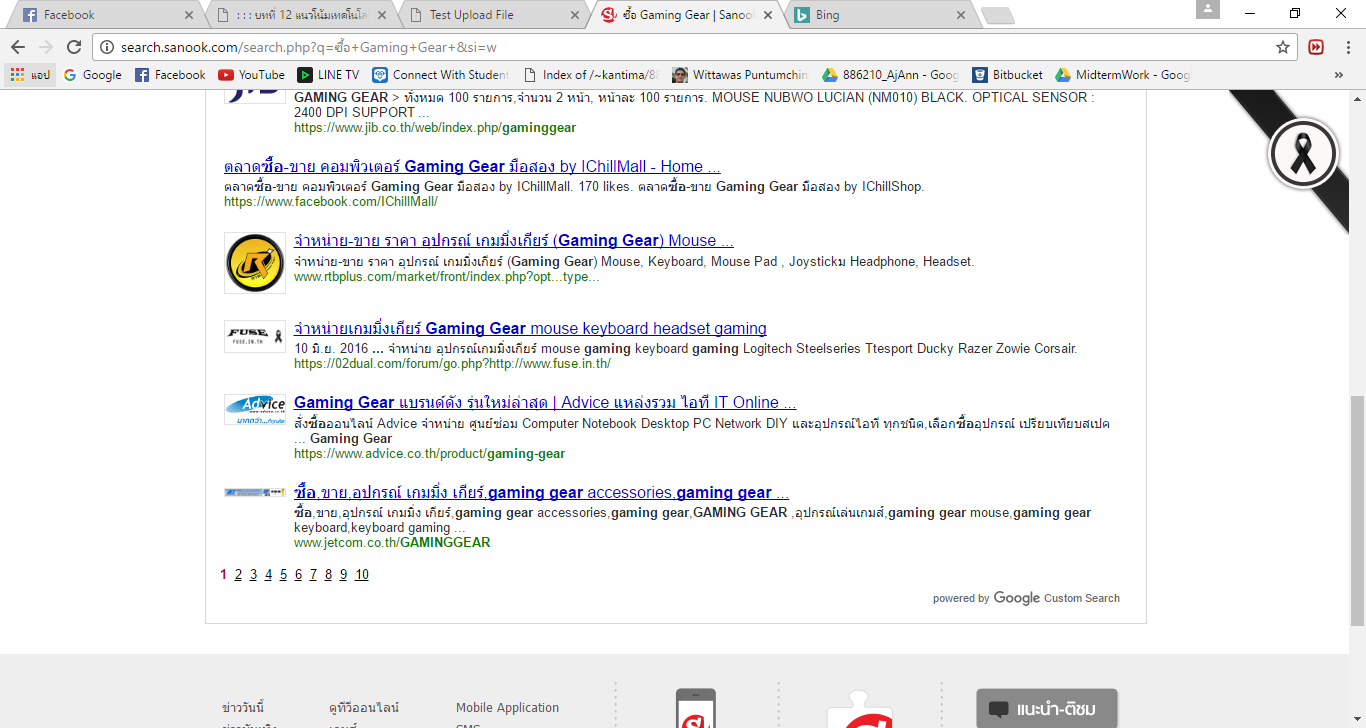 Facebook
: : : บทที่ 12 แนวโน้มเทคโนโล
Test Upload File
ซื้อ Gaming Gear | Sanoo
Bing
search.sanook.com/search.php?q=ซื้อ+Gaming+Gear+&si=w
แอป
Google
Facebook
YouTube
LINE TV
Connect With Student
Index of /~kantima/88
Wittawas Puntumchin
886210_AjAnn - Goog
Bitbucket
MidtermWork - Goog
»
GAMING GEAR > ทั้งหมด 100 รายการ,จำนวน 2 หน้า, หน้าละ 100 รายการ. MOUSE NUBWO LUCIAN (NM010) BLACK. OPTICAL SENSOR :
2400 DPI SUPPORT ...
https://www.jib.co.th/web/index.php/gaminggear
ตลาดซื้อ-ขาย คอมพิวเตอร์ Gaming Gear มือสอง by IChillMall - Home ...
ตลาดซื้อ-ขาย คอมพิวเตอร์ Gaming Gear มือสอง by IChillMall. 170 likes. ตลาดซื้อ-ขาย Gaming Gear มือสอง by IChillShop.
https://www.facebook.com/IChillMall/
จำหน่าย-ขาย ราคา อุปกรณ์ เกมมิ่งเกียร์ (Gaming Gear) Mouse ...
จำหน่าย-ขาย ราคา อุปกรณ์ เกมมิ่งเกียร์ (Gaming Gear) Mouse, Keyboard, Mouse Pad , Joystickม Headphone, Headset.
www.rtbplus.com/market/front/index.php?opt...type...
FUSE
FUSE.IN.TH
จำหน่ายเกมมิ่งเกียร์ Gaming Gear mouse keyboard headset gaming
10 มิ.ย. 2016 ... จำหน่าย อุปกรณ์เกมมิ่งเกียร์ mouse gaming keyboard gaming Logitech Steelseries Ttesport Ducky Razer Zowie Corsair.
https://02dual.com/forum/go.php?http://www.fuse.in.th/
Advice
Gaming Gear แบรนด์ดัง รุ่นใหม่ล่าสุด | Advice แหล่งรวม ไอที IT Online ...
สั่งซื้อออนไลน์ Advice จำหน่าย ศูนย์ซ่อม Computer Notebook Desktop PC Network DIY และอุปกรณ์ไอที ทุกชนิด,เลือกซื้ออุปกรณ์ เปรียบเทียบสเปค
... Gaming Gear
https://www.advice.co.th/product/gaming-gear
ซื้อ,ขาย,อุปกรณ์ เกมมิ่ง เกียร์,gaming gear accessories,gaming gear ...
ซื้อ,ขาย,อุปกรณ์ เกมมิ่ง เกียร์,gaming gear accessories,gaming gear,GAMING GEAR ,อุปกรณ์เล่นเกมส์,gaming gear mouse,gaming gear
keyboard,keyboard gaming ...
www.jetcom.co.th/GAMINGGEAR
1 2 3 4 5 6 7 8 9 10
powered by Google Custom Search
ข่าววันนี้
ดูทีวีออนไลน์
Mobile Application
แนะนำ-ติชม